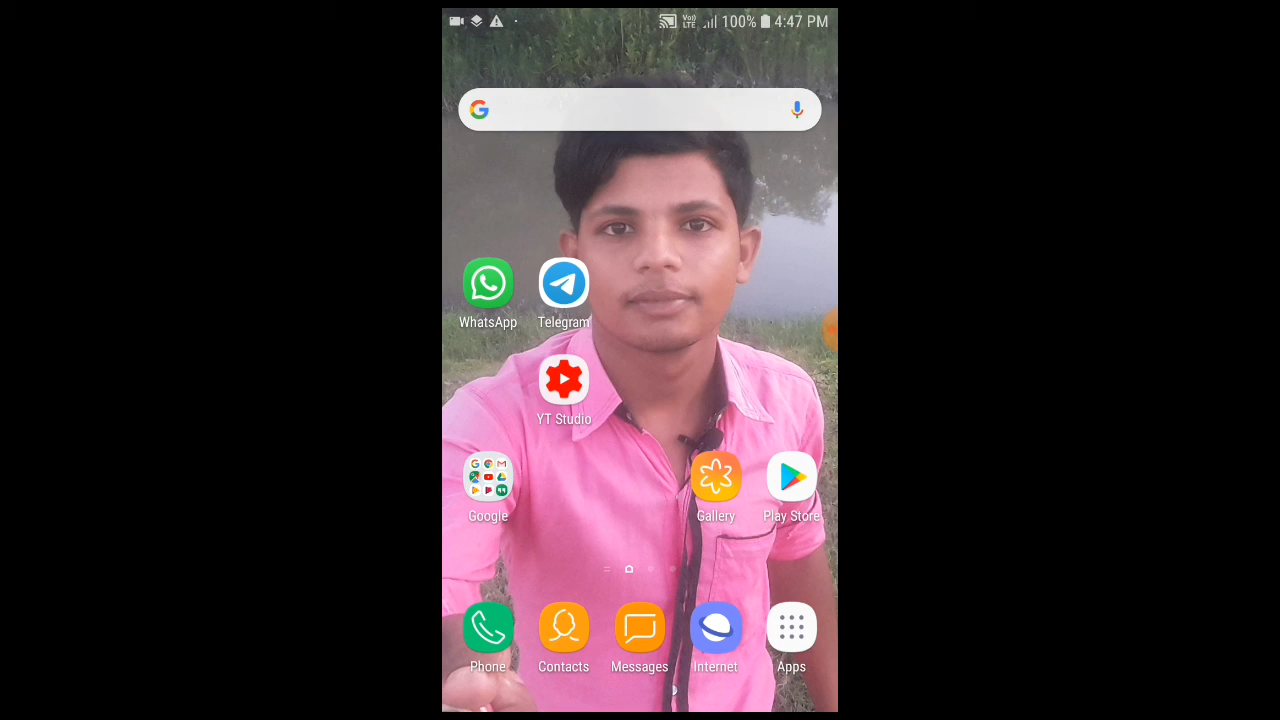 100% 4:47 PM
WhatsApp Telegram
YT Studio
Google Gallery Play Store
Phone Contacts Messages Internet Apps